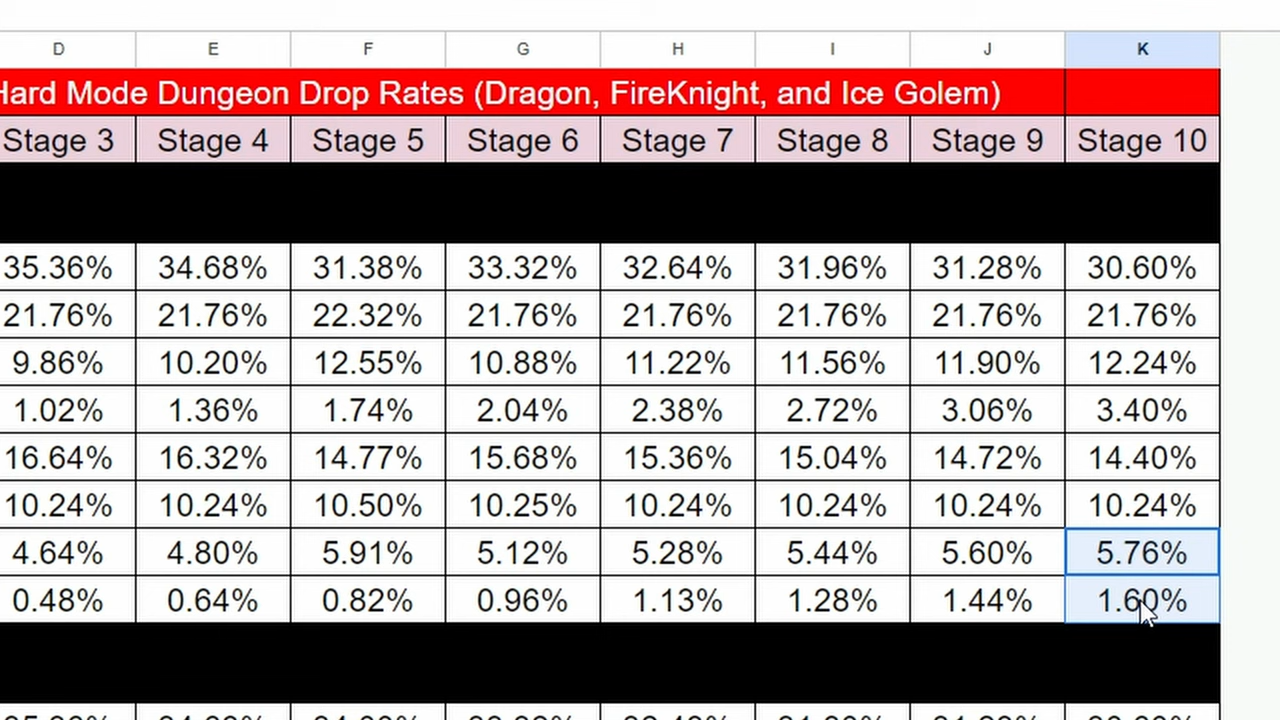 D E F G H I J K
Hard Mode Dungeon Drop Rates (Dragon, FireKnight, and Ice Golem)
Stage 3 Stage 4 Stage 5 Stage 6 Stage 7 Stage 8 Stage 9 Stage 10
35.36% 34.68% 31.38% 33.32% 32.64% 31.96% 31.28% 30.60%
21.76% 21.76% 22.32% 21.76% 21.76% 21.76% 21.76% 21.76%
9.86% 10.20% 12.55% 10.88% 11.22% 11.56% 11.90% 12.24%
1.02% 1.36% 1.74% 2.04% 2.38% 2.72% 3.06% 3.40%
16.64% 16.32% 14.77% 15.68% 15.36% 15.04% 14.72% 14.40%
10.24% 10.24% 10.50% 10.25% 10.24% 10.24% 10.24% 10.24%
4.64% 4.80% 5.91% 5.12% 5.28% 5.44% 5.60% 5.76%
0.48% 0.64% 0.82% 0.96% 1.13% 1.28% 1.44% 1.60%